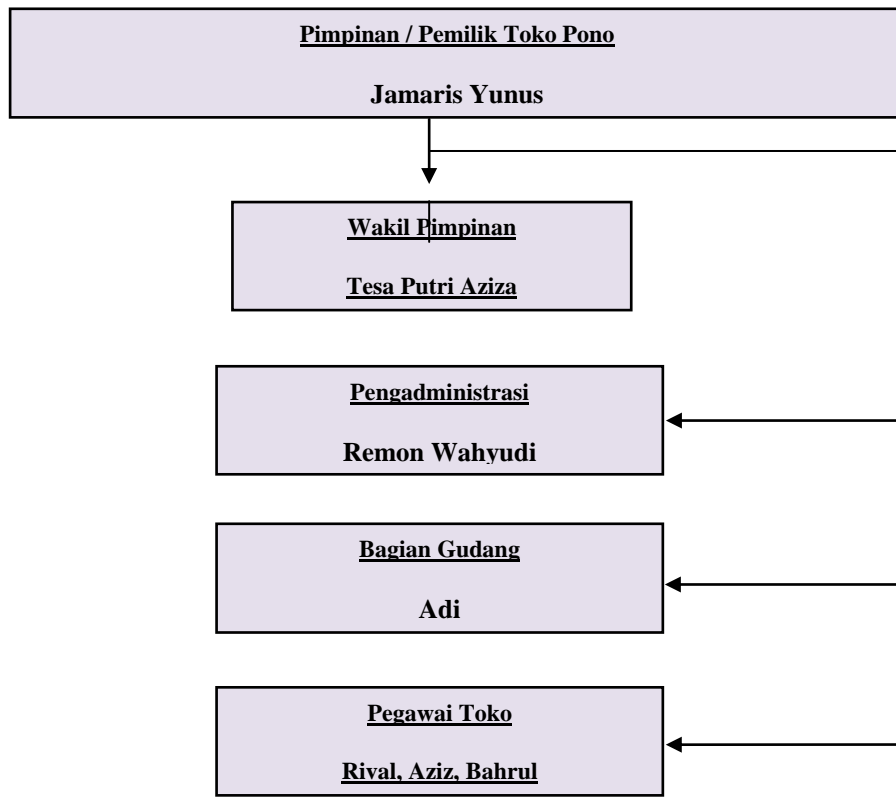 Pimpinan / Pemilik Toko Pono
Jamaris Yunus
Wakil Pimpinan
Tesa Putri Aziza
Pengadministrasi
Remon Wahyudi
Bagian Gudang
Adi
Pegawai Toko
Rival, Aziz, Bahrul